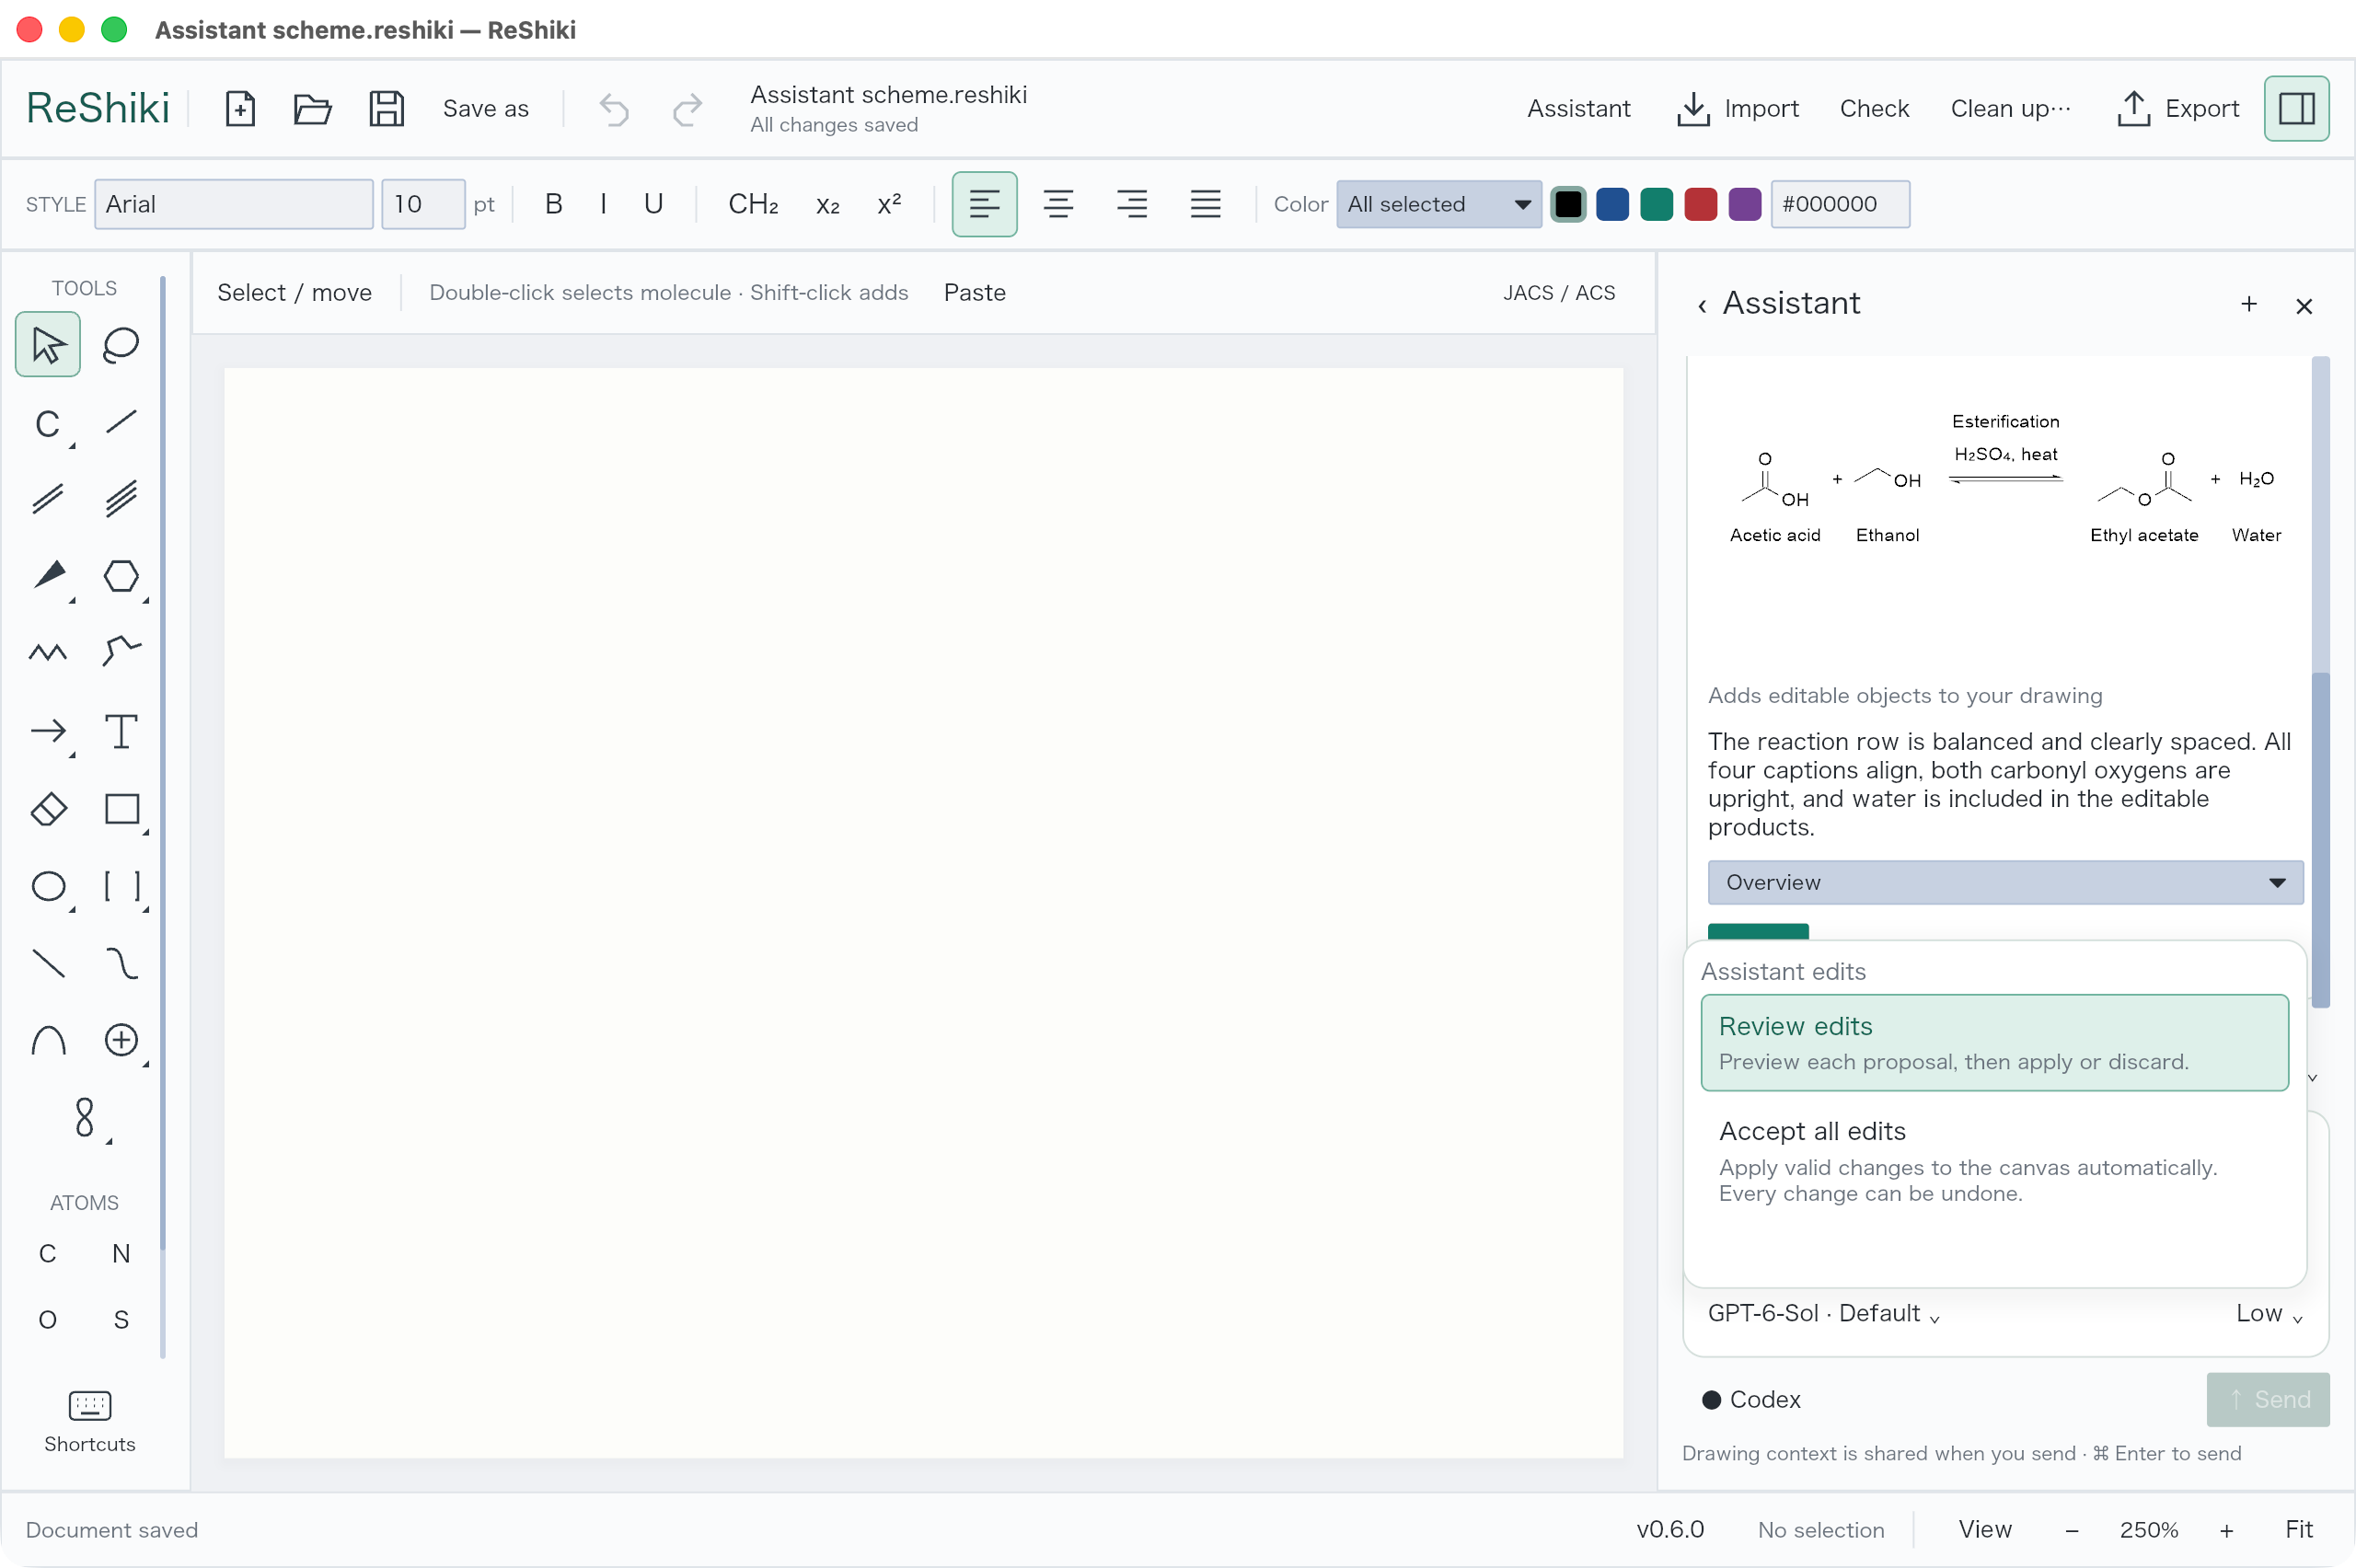 Assistant scheme.reshiki — ReShiki
ReShiki
Save as
Assistant scheme.reshiki
All changes saved
Assistant
Import
Check
Clean up…
Export
STYLE
Arial
10
pt
B
I
U
CH₂
x₂
x²
Color
All selected
#000000
TOOLS
C
ATOMS
C
N
O
S
Shortcuts
Select / move
Double-click selects molecule · Shift-click adds
Paste
JACS / ACS
‹ Assistant
+
×
Esterification
H₂SO₄, heat
O
OH
+
OH
O
O
+
H₂O
Acetic acid
Ethanol
Ethyl acetate
Water
Adds editable objects to your drawing
The reaction row is balanced and clearly spaced. All
four captions align, both carbonyl oxygens are
upright, and water is included in the editable
products.
Overview
Assistant edits
Review edits
Preview each proposal, then apply or discard.
Accept all edits
Apply valid changes to the canvas automatically.
Every change can be undone.
GPT-6-Sol · Default
Low
Codex
↑ Send
Drawing context is shared when you send · ⌘ Enter to send
Document saved
v0.6.0
No selection
View
−
250%
+
Fit